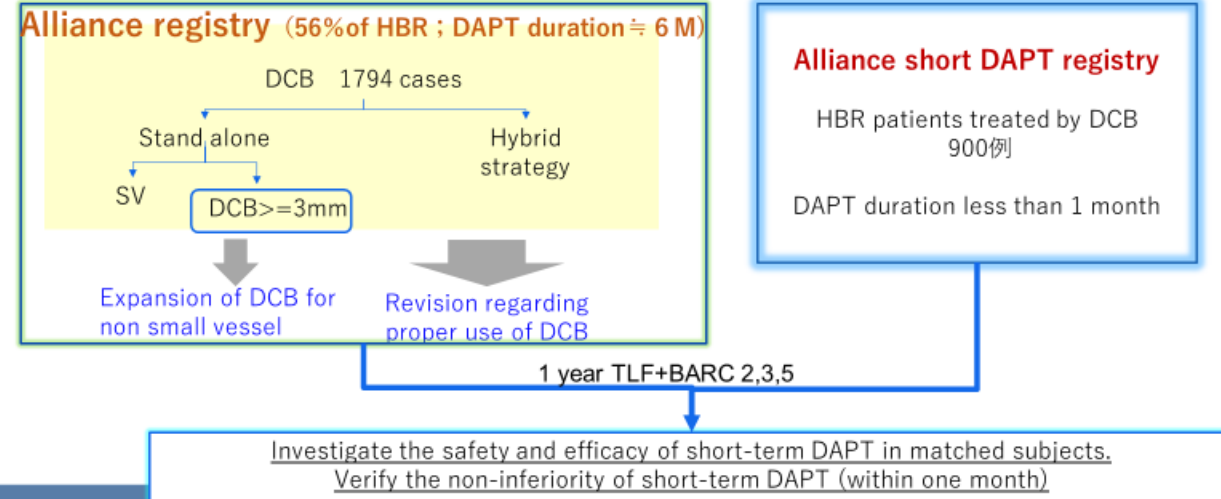 Alliance registry (56%of HBR ; DAPT duration≒ 6 M)
DCB 1794 cases
Stand alone
Hybrid
strategy
SV
DCB>=3mm
Expansion of DCB for
non small vessel
Revision regarding
proper use of DCB
Alliance short DAPT registry
HBR patients treated by DCB
900例
DAPT duration less than 1 month
1 year TLF+BARC 2,3,5
Investigate the safety and efficacy of short-term DAPT in matched subjects.
Verify the non-inferiority of short-term DAPT (within one month)